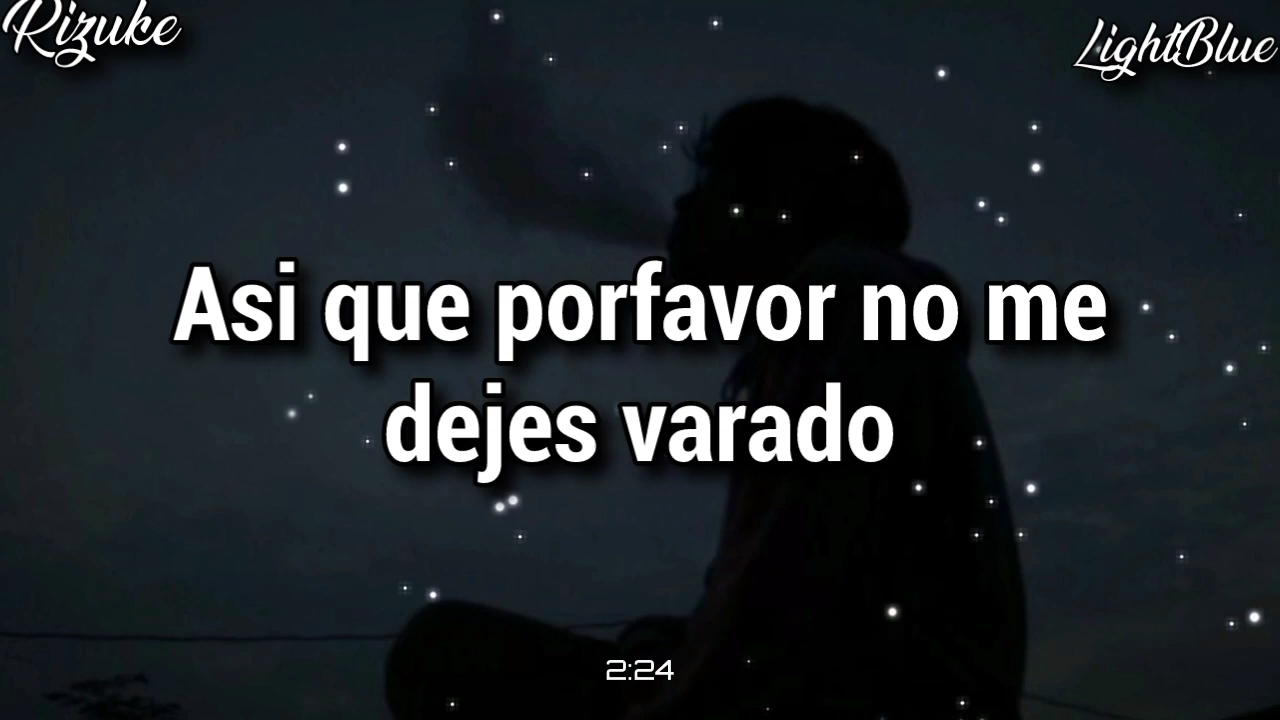 Rizuke
LightBlue
Asi que porfavor no me
dejes varado
2:24